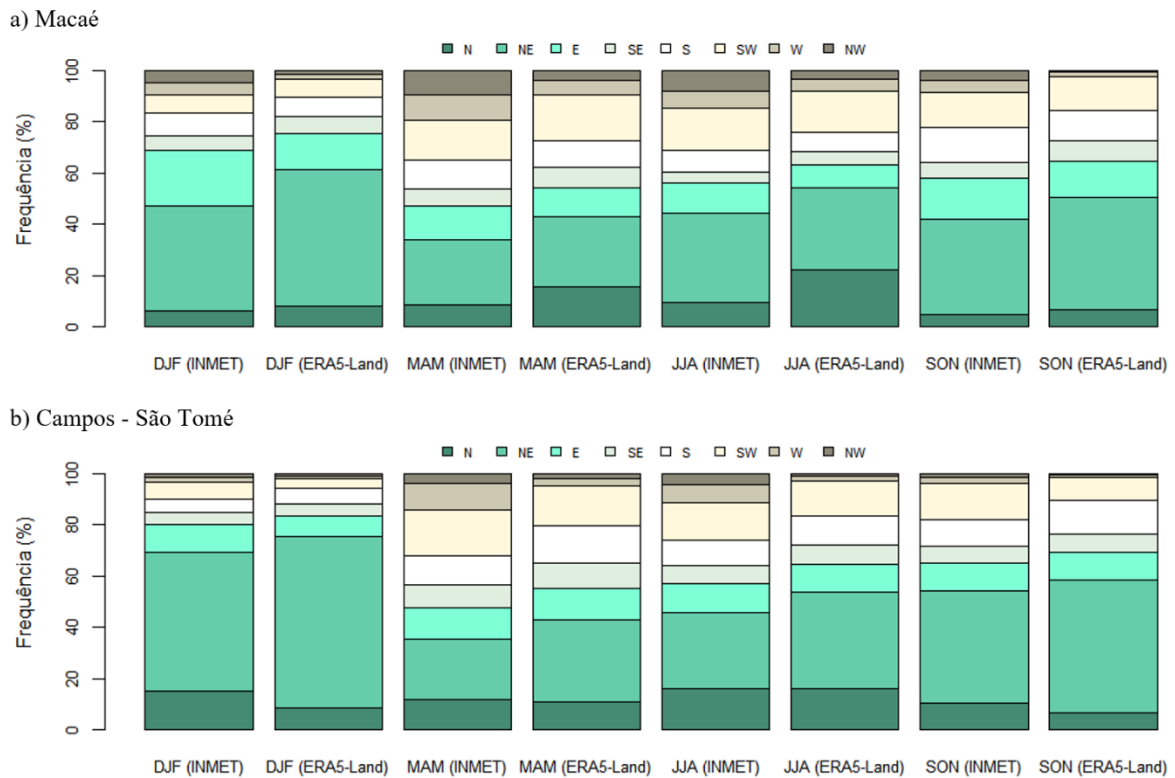 a) Macaé
N NE E SE S SW W NW
Frequência (%)
100
80
60
40
20
0
DJF (INMET) DJF (ERA5-Land) MAM (INMET) MAM (ERA5-Land) JJA (INMET) JJA (ERA5-Land) SON (INMET) SON (ERA5-Land)
b) Campos - São Tomé
N NE E SE S SW W NW
Frequência (%)
100
80
60
40
20
0
DJF (INMET) DJF (ERA5-Land) MAM (INMET) MAM (ERA5-Land) JJA (INMET) JJA (ERA5-Land) SON (INMET) SON (ERA5-Land)